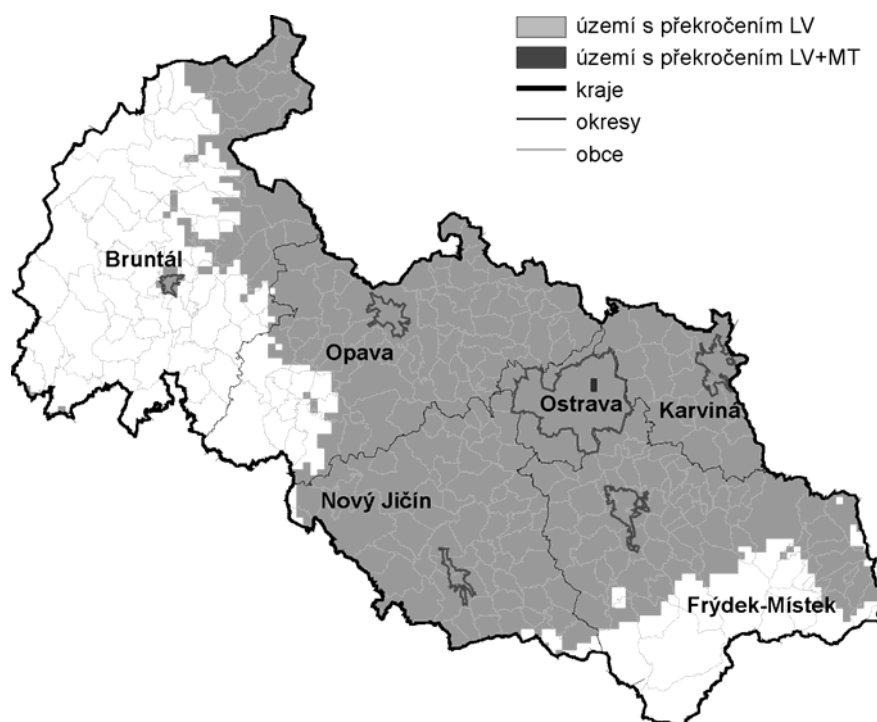 území s překročením LV
území s překročením LV+MT
kraje
okresy
obce
Bruntál
Opava
Ostrava
Karviná
Nový Jičín
Frýdek-Místek